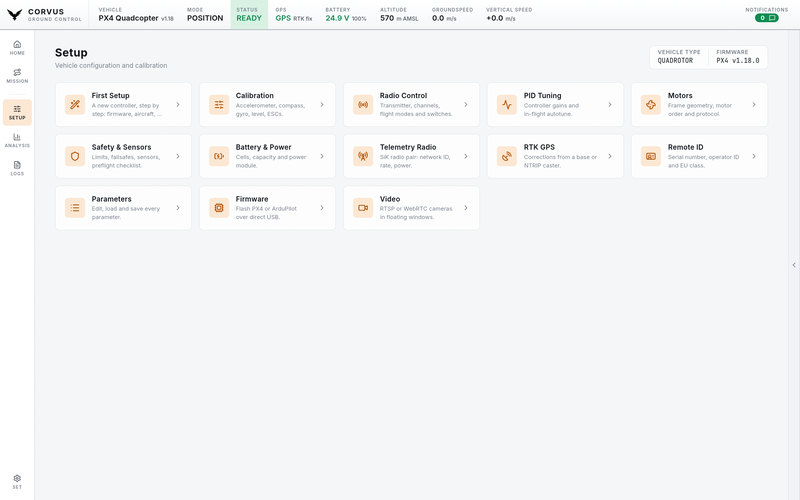 CORVUS
GROUND CONTROL
VEHICLE
PX4 Quadcopter v1.18
MODE
POSITION
STATUS
READY
GPS
GPS RTK fix
BATTERY
24.9 V 100%
ALTITUDE
570 m AMSL
GROUNDSPEED
0.0 m/s
VERTICAL SPEED
+0.0 m/s
NOTIFICATIONS
0
HOME
MISSION
SETUP
ANALYSIS
LOGS
SET
Setup
Vehicle configuration and calibration
VEHICLE TYPE
QUADROTOR
FIRMWARE
PX4 v1.18.0
First Setup
A new controller, step by
step: firmware, aircraft, ...
Calibration
Accelerometer, compass,
gyro, level, ESCs.
Radio Control
Transmitter, channels,
flight modes and switches.
PID Tuning
Controller gains and
in-flight autotune.
Motors
Frame geometry, motor
order and protocol.
Safety & Sensors
Limits, failsafes, sensors,
preflight checklist.
Battery & Power
Cells, capacity and power
module.
Telemetry Radio
SiK radio pair: network ID,
rate, power.
RTK GPS
Corrections from a base or
NTRIP caster.
Remote ID
Serial number, operator ID
and EU class.
Parameters
Edit, load and save every
parameter.
Firmware
Flash PX4 or ArduPilot
over direct USB.
Video
RTSP or WebRTC cameras
in floating windows.